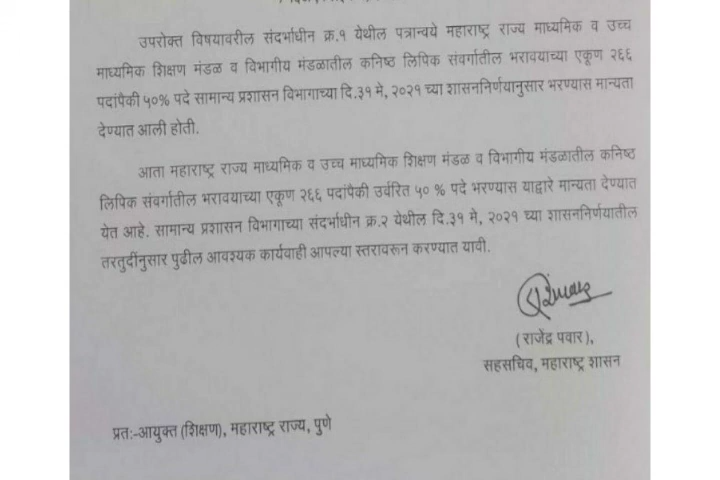 उपरोक्त विषयावरील संदर्भाधीन क्र.१ येथील पत्रान्वये महाराष्ट्र राज्य माध्यमिक व उच्च
माध्यमिक शिक्षण मंडळ व विभागीय मंडळातील कनिष्ठ लिपिक संवर्गातील भरावयाच्या एकूण २६६
पदांपैकी ५०% पदे सामान्य प्रशासन विभागाच्या दि.३१ मे, २०२१ च्या शासननिर्णयानुसार भरण्यास मान्यता
देण्यात आली होती.
आता महाराष्ट्र राज्य माध्यमिक व उच्च माध्यमिक शिक्षण मंडळ व विभागीय मंडळातील कनिष्ठ
लिपिक संवर्गातील भरावयाच्या एकूण २६६ पदांपैकी उर्वरित ५० % पदे भरण्यास याद्वारे मान्यता देण्यात
येत आहे. सामान्य प्रशासन विभागाच्या संदर्भाधीन क्र.२ येथील दि.३१ मे, २०२१ च्या शासननिर्णयातील
तरतुदींनुसार पुढील आवश्यक कार्यवाही आपल्या स्तरावरून करण्यात यावी.
(राजेंद्र पवार),
सहसचिव, महाराष्ट्र शासन
प्रत:-आयुक्त (शिक्षण), महाराष्ट्र राज्य, पुणे